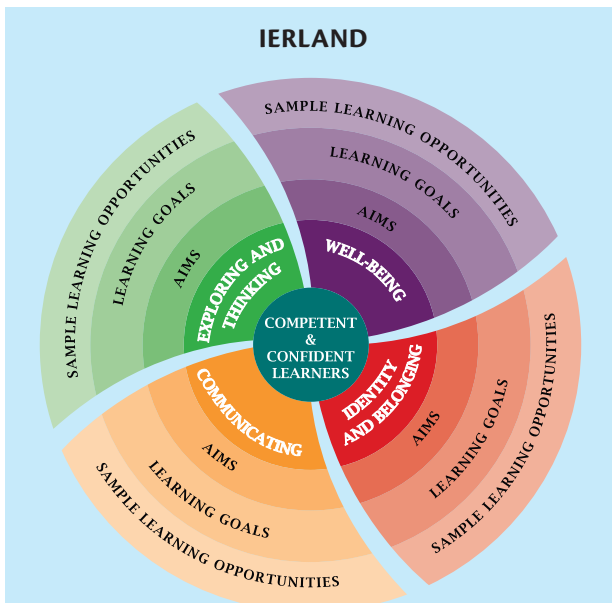 IERLAND
SAMPLE LEARNING OPPORTUNITIES
LEARNING GOALS
AIMS
WELL-BEING
SAMPLE LEARNING OPPORTUNITIES
LEARNING GOALS
AIMS
EXPLORING AND
THINKING
COMPETENT
&
CONFIDENT
LEARNERS
IDENTITY
AND BELONGING
AIMS
LEARNING GOALS
SAMPLE LEARNING OPPORTUNITIES
COMMUNICATING
AIMS
LEARNING GOALS
SAMPLE LEARNING OPPORTUNITIES